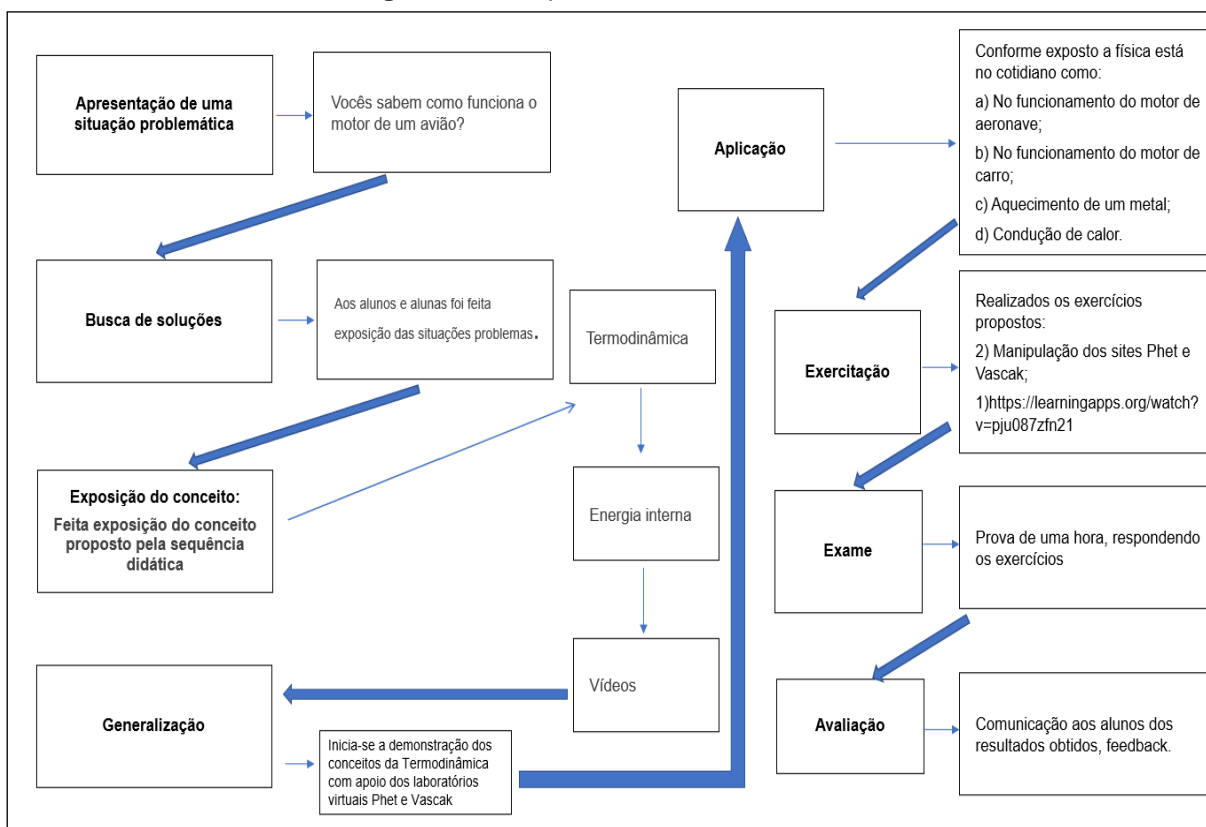 Apresentação de uma
situação problemática
Vocês sabem como funciona o
motor de um avião?
Busca de soluções
Aos alunos e alunas foi feita
exposição das situações problemas.
Exposição do conceito:
Feita exposição do conceito
proposto pela sequência
didática
Termodinâmica
Energia interna
Vídeos
Generalização
Inicia-se a demonstração dos
conceitos da Termodinâmica
com apoio dos laboratórios
virtuais Phet e Vascak
Aplicação
Conforme exposto a física está
no cotidiano como:
a) No funcionamento do motor de
aeronave;
b) No funcionamento do motor de
carro;
c) Aquecimento de um metal;
d) Condução de calor.
Exercitação
Realizados os exercícios
propostos:
2) Manipulação dos sites Phet e
Vascak;
1)https://learningapps.org/watch?
v=pju087zfn21
Exame
Prova de uma hora, respondendo
os exercícios
Avaliação
Comunicação aos alunos dos
resultados obtidos, feedback.